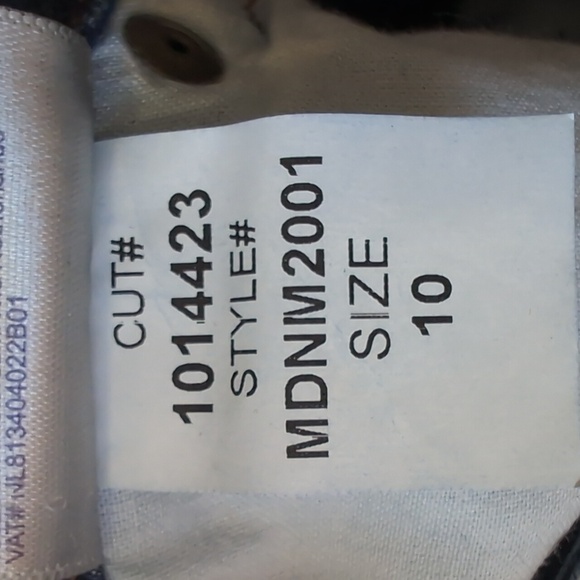 VAT# NL813404022B01
CUT#
1014423
STYLE#
MDNM2001
SIZE
10